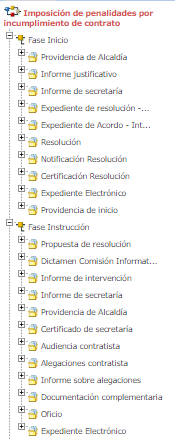 Imposición de penalidades por
incumplimiento de contrato
Fase Inicio
Providencia de Alcaldía
Informe justificativo
Informe de secretaría
Expediente de resolución -...
Expediente de Acordo - Int...
Resolución
Notificación Resolución
Certificación Resolución
Expediente Electrónico
Providencia de inicio
Fase Instrucción
Propuesta de resolución
Dictamen Comisión Informat...
Informe de intervención
Informe de secretaría
Providencia de Alcaldía
Certificado de secretaría
Audiencia contratista
Alegaciones contratista
Informe sobre alegaciones
Documentación complementaria
Oficio
Expediente Electrónico